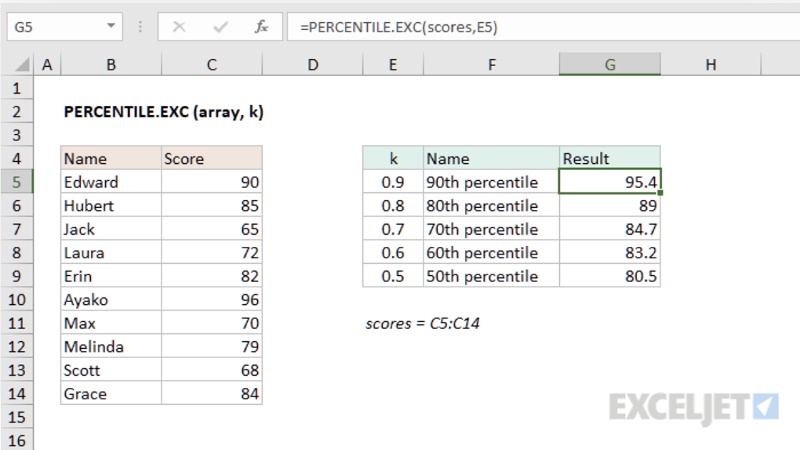 G5 fx =PERCENTILE.EXC(scores,E5)
A B C D E F G H
1
2 PERCENTILE.EXC (array, k)
3
4 Name Score k Name Result
5 Edward 90 0.9 90th percentile 95.4
6 Hubert 85 0.8 80th percentile 89
7 Jack 65 0.7 70th percentile 84.7
8 Laura 72 0.6 60th percentile 83.2
9 Erin 82 0.5 50th percentile 80.5
10 Ayako 96
11 Max 70 scores = C5:C14
12 Melinda 79
13 Scott 68
14 Grace 84
EXCELJET
15
16